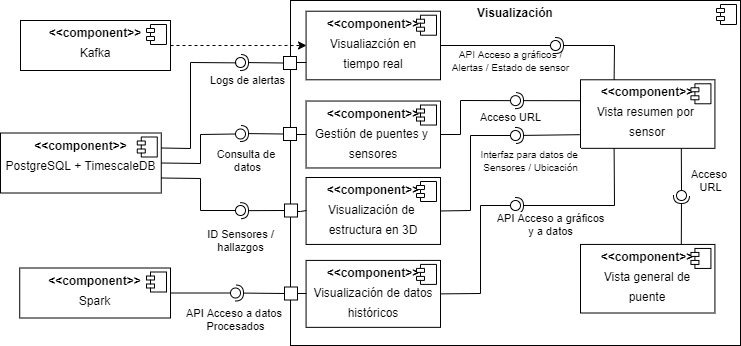 Visualización
<<component>>
Kafka
Logs de alertas
<<component>>
Visualiazción en
tiempo real
API Acceso a gráficos /
Alertas / Estado de sensor
<<component>>
PostgreSQL + TimescaleDB
Consulta de
datos
<<component>>
Gestión de puentes y
sensores
Acceso URL
<<component>>
Vista resumen por
sensor
Interfaz para datos de
Sensores / Ubicación
ID Sensores /
hallazgos
<<component>>
Visualización de
estructura en 3D
API Acceso a gráficos
y a datos
Acceso
URL
<<component>>
Spark
API Acceso a datos
Procesados
<<component>>
Visualización de datos
históricos
<<component>>
Vista general de
puente